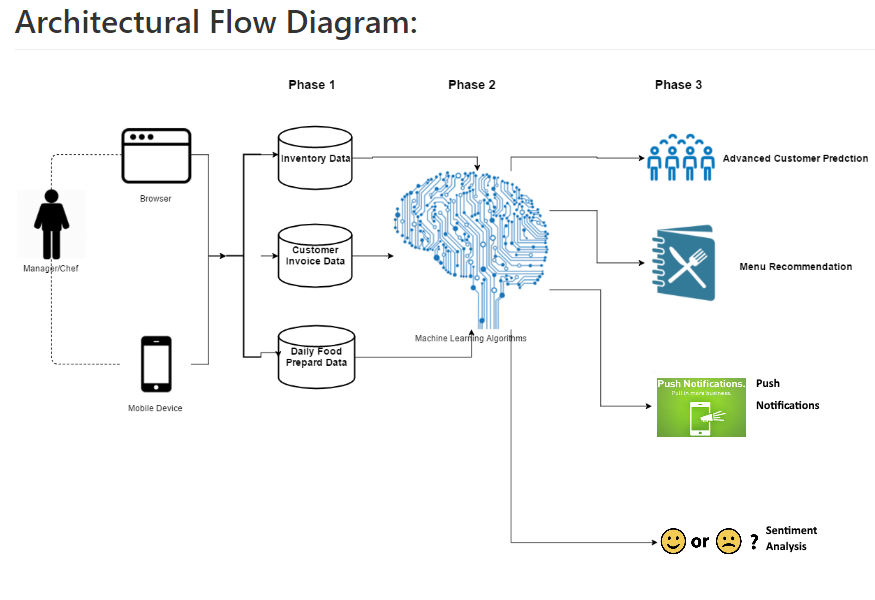 Architectural Flow Diagram:
Phase 1
Phase 2
Phase 3
Browser
Manager/Chef
Mobile Device
Inventory Data
Customer
Invoice Data
Daily Food
Prepard Data
Machine Learning Algorithms
Advanced Customer Predction
Menu Recommendation
Push Notifications.
Pull in more business.
Push
Notifications
or
?
Sentiment
Analysis